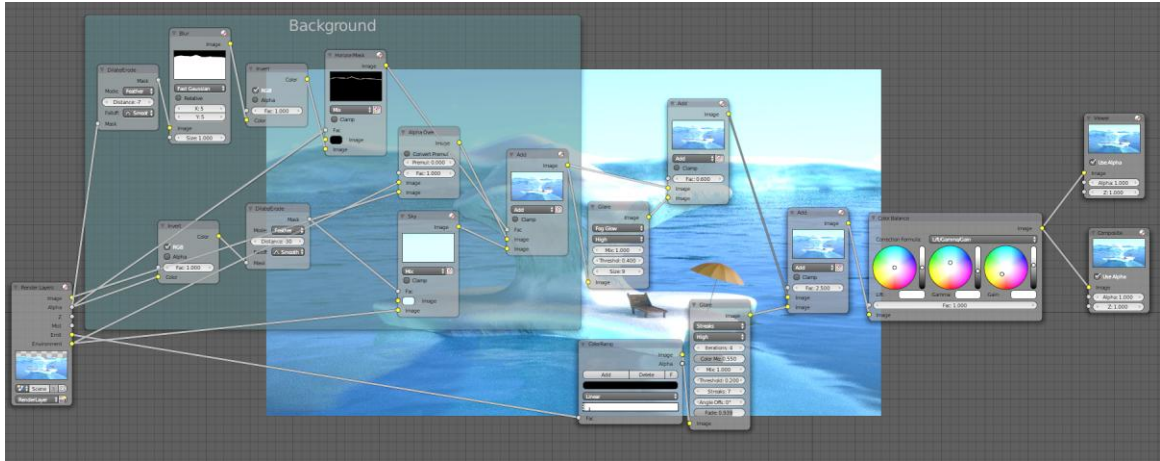 Background
Blur
Image
Fast Gaussian
Relative
X: 5
Y: 5
Image
Size: 1.000
Dilate/Erode
Mask
Mode: Feather
Distance: -7
Falloff: Smoot
Mask
Invert
Color
RGB
Alpha
Fac: 1.000
Color
Image
Mix
Clamp
Fac
Image
Image
Alpha Over
Convert Premul
Premul: 0.000
Fac: 1.000
Image
Image
Add
Image
Add
Clamp
Fac
Image
Image
Invert
Color
RGB
Alpha
Fac: 1.000
Color
Dilate/Erode
Mask
Mode: Feather
Distance: 30
Falloff: Smooth
Mask
Sky
Image
Mix
Clamp
Fac
Image
Image
Render Layers
Image
Alpha
Z
Mist
Emit
Environment
Scene
RenderLayer
Glare
Image
Fog Glow
High
Mix: 1.000
Threshol: 0.400
Size: 9
Image
Add
Image
Add
Clamp
Fac: 0.600
Image
Image
ColorRamp
Image
Alpha
Add
Delete
F
Linear
Fac
Glare
Image
Streaks
High
Iterations: 4
Color Mo: 0.550
Mix: 1.000
Threshold: 0.200
Streaks: 7
Angle Offs: 0°
Image
Add
Image
Add
Clamp
Fac: 2.500
Image
Image
Color Balance
Image
Correction Formula:
Lift/Gamma/Gain
Lift:
Gamma:
Gain:
Fac: 1.000
Image
Viewer
Use Alpha
Image
Alpha: 1.000
Z: 1.000
Composite
Use Alpha
Image
Alpha: 1.000
Z: 1.000